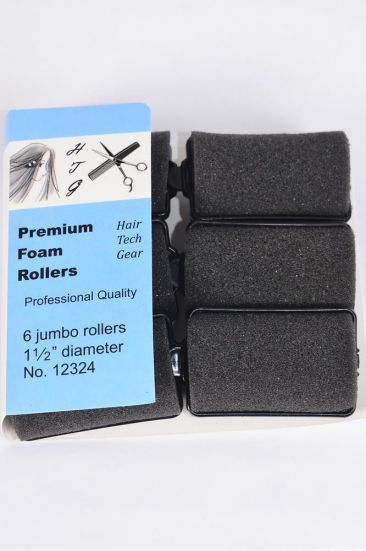 H
T
G
Premium
Foam
Rollers
Hair
Tech
Gear
Professional Quality
6 jumbo rollers
1½" diameter
No. 12324